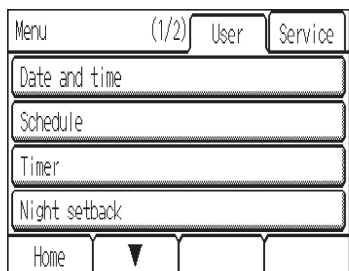 Menu (1/2) User Service
Date and time
Schedule
Timer
Night setback
Home ▼